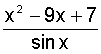 x² − 9x + 7
sin x